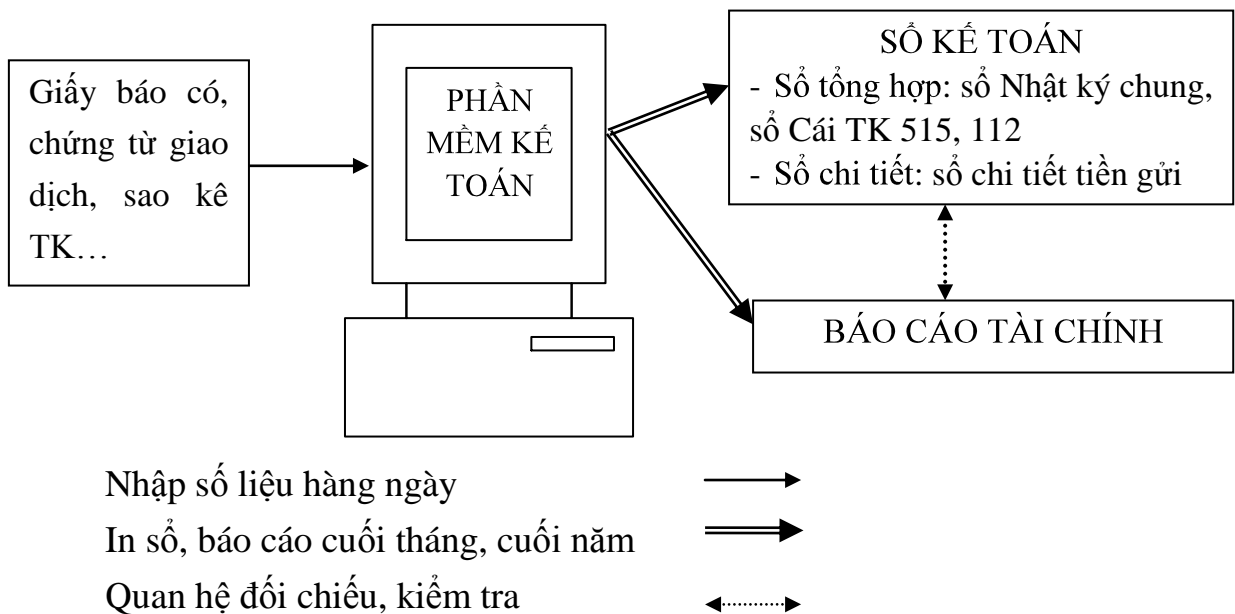 Giấy báo có,
chứng từ giao
dịch, sao kê
TK…
PHẦN
MỀM KẾ
TOÁN
SỔ KẾ TOÁN
- Sổ tổng hợp: sổ Nhật ký chung,
sổ Cái TK 515, 112
- Sổ chi tiết: sổ chi tiết tiền gửi
BÁO CÁO TÀI CHÍNH
Nhập số liệu hàng ngày
In sổ, báo cáo cuối tháng, cuối năm
Quan hệ đối chiếu, kiểm tra